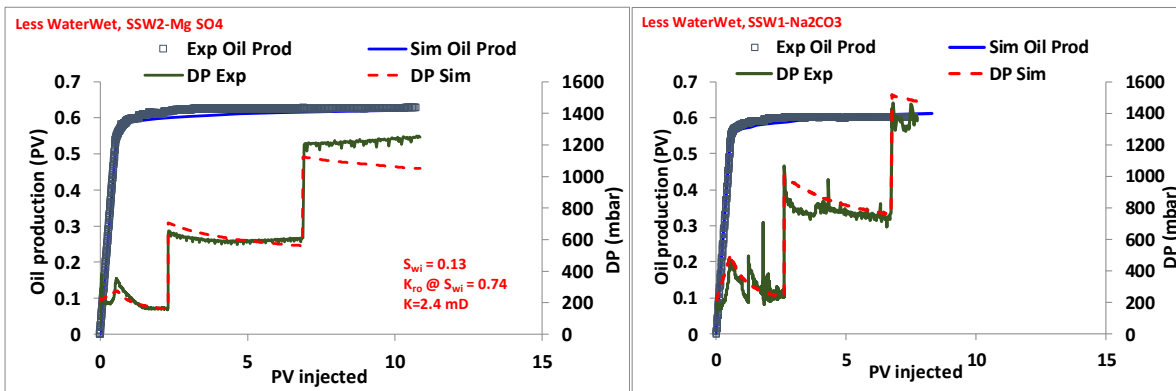 Less WaterWet, SSW2-Mg SO4
Exp Oil Prod
Sim Oil Prod
DP Exp
DP Sim
0.7
0.6
0.5
0.4
0.3
0.2
0.1
0
Oil production (PV)
1600
1400
1200
1000
800
600
400
200
0
DP (mbar)
Swi = 0.13
Kro @ Swi = 0.74
K=2.4 mD
0 5 10 15
PV injected
Less WaterWet, SSW1-Na2CO3
Exp Oil Prod
Sim Oil Prod
DP Exp
DP Sim
0.7
0.6
0.5
0.4
0.3
0.2
0.1
0
Oil production (PV)
1600
1400
1200
1000
800
600
400
200
0
DP (mbar)
0 5 10 15
PV injected